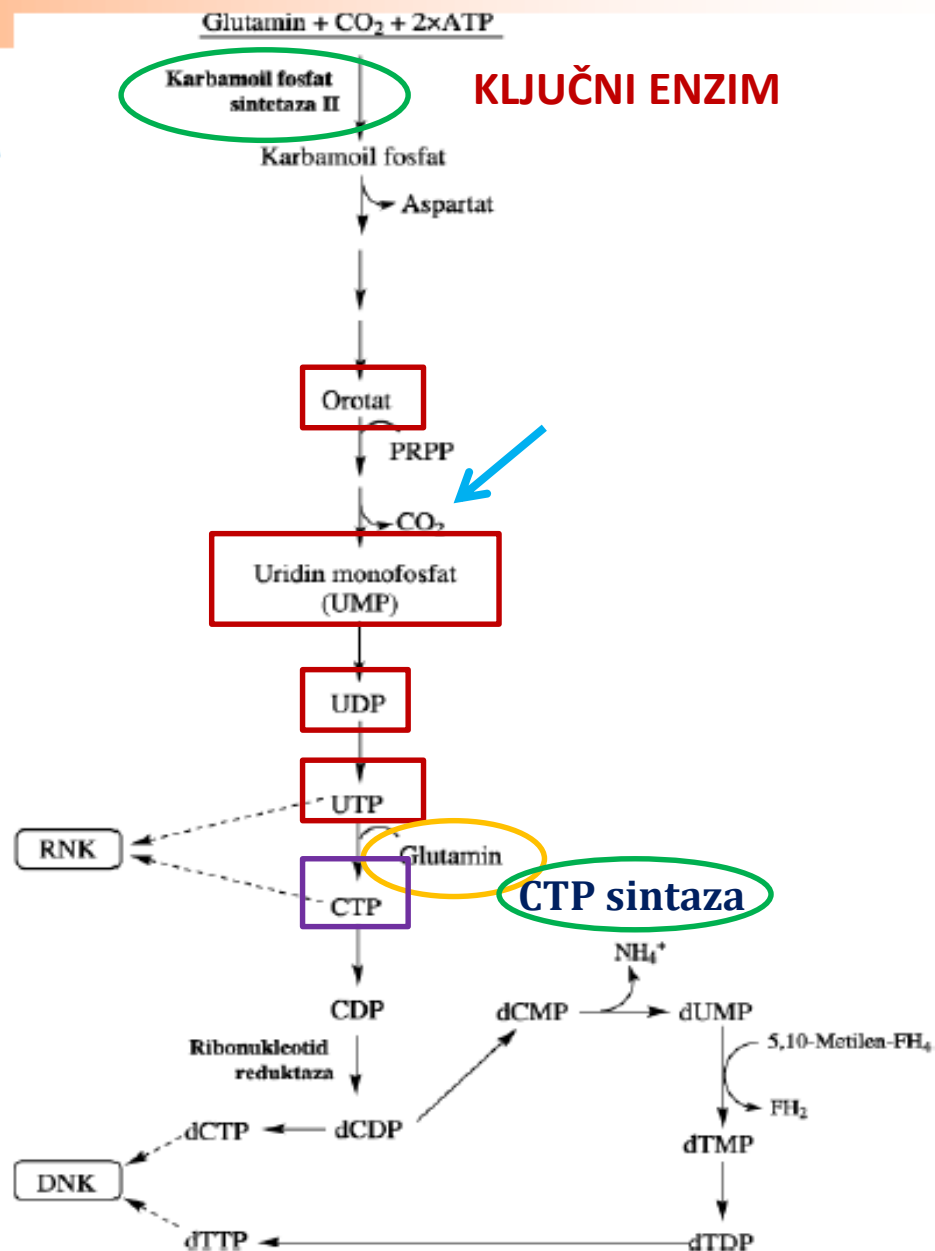 Glutamin + CO₂ + 2×ATP
Karbamoil fosfat
sintetaza II
KLJUČNI ENZIM
Karbamoil fosfat
Aspartat
Orotat
PRPP
CO₂
Uridin monofosfat
(UMP)
UDP
UTP
RNK
Glutamin
CTP
CTP sintaza
NH₄⁺
CDP
dCMP
dUMP
Ribonukleotid
reduktaza
5,10-Metilen-FH₄
FH₂
dCTP
dCDP
dTMP
DNK
dTTP
dTDP